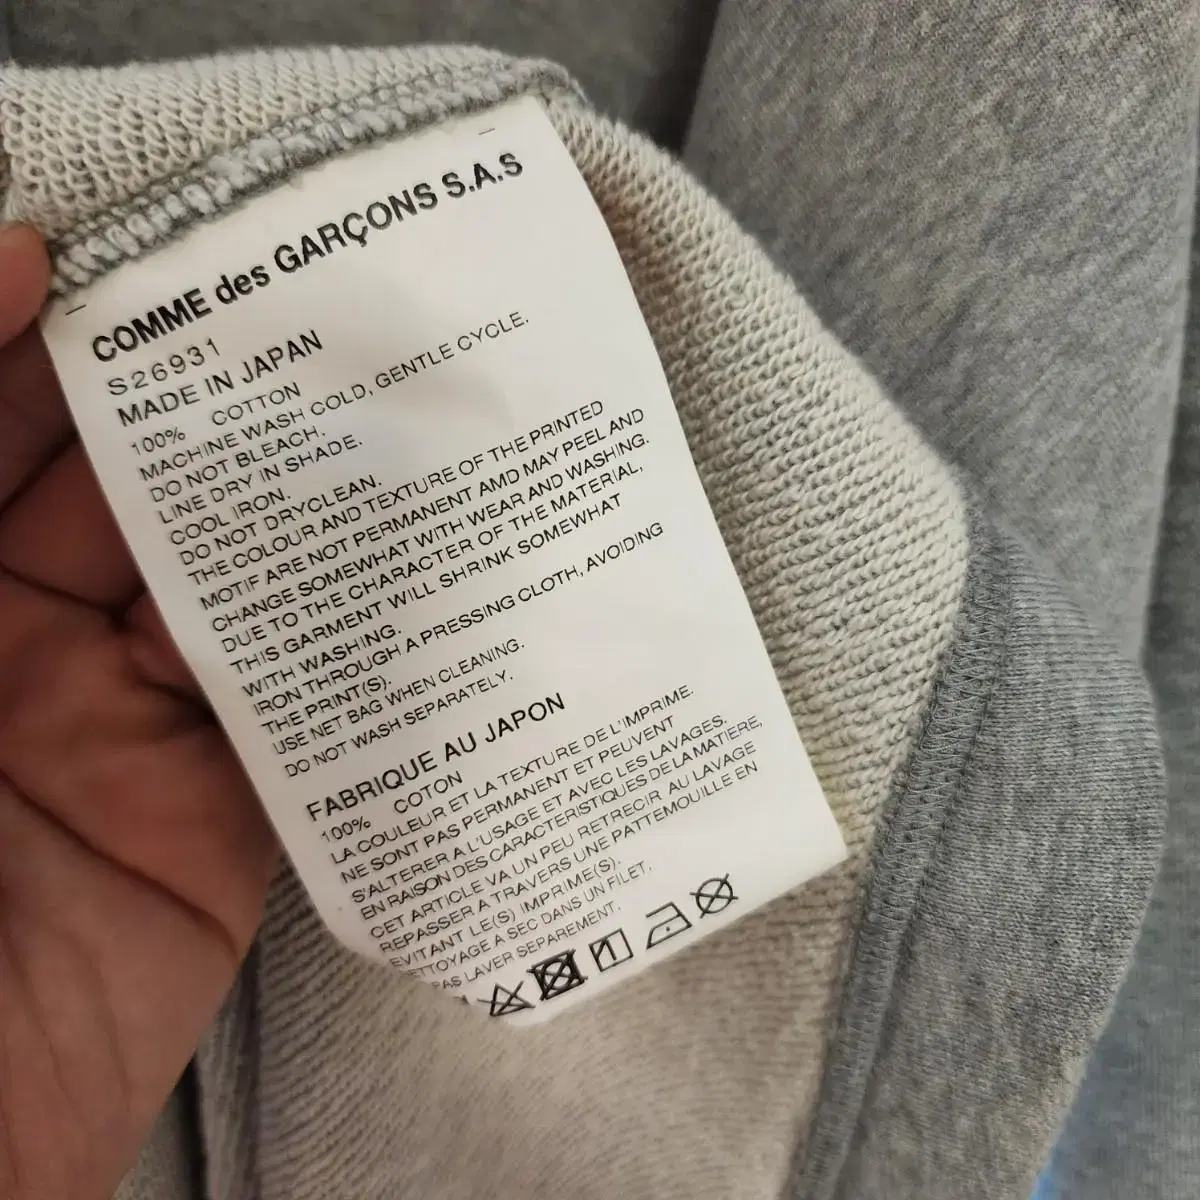 COMME des GARÇONS S.A.S
S26931
MADE IN JAPAN
100% COTTON
MACHINE WASH COLD, GENTLE CYCLE.
DO NOT BLEACH.
LINE DRY IN SHADE.
COOL IRON.
DO NOT DRYCLEAN.
THE COLOUR AND TEXTURE OF THE PRINTED
MOTIF ARE NOT PERMANENT AMD MAY PEEL AND
CHANGE SOMEWHAT WITH WEAR AND WASHING.
DUE TO THE CHARACTER OF THE MATERIAL,
THIS GARMENT WILL SHRINK SOMEWHAT
WITH WASHING.
IRON THROUGH A PRESSING CLOTH, AVOIDING
THE PRINT(S).
USE NET BAG WHEN CLEANING.
DO NOT WASH SEPARATELY.
FABRIQUE AU JAPON
100% COTON
LA COULEUR ET LA TEXTURE DE L'IMPRIME.
NE SONT PAS PERMANENT ET PEUVENT
S'ALTERER A L'USAGE ET AVEC LES LAVAGES.
EN RAISON DES CARACTERISTIQUES DE LA MATIERE,
CET ARTICLE VA UN PEU RETRECIR AU LAVAGE
REPASSER A TRAVERS UNE PATTEMOUILLE EN
EVITANT LE(S) IMPRIME(S).
ETTOYAGE A SEC DANS UN FILET.
PAS LAVER SEPAREMENT.